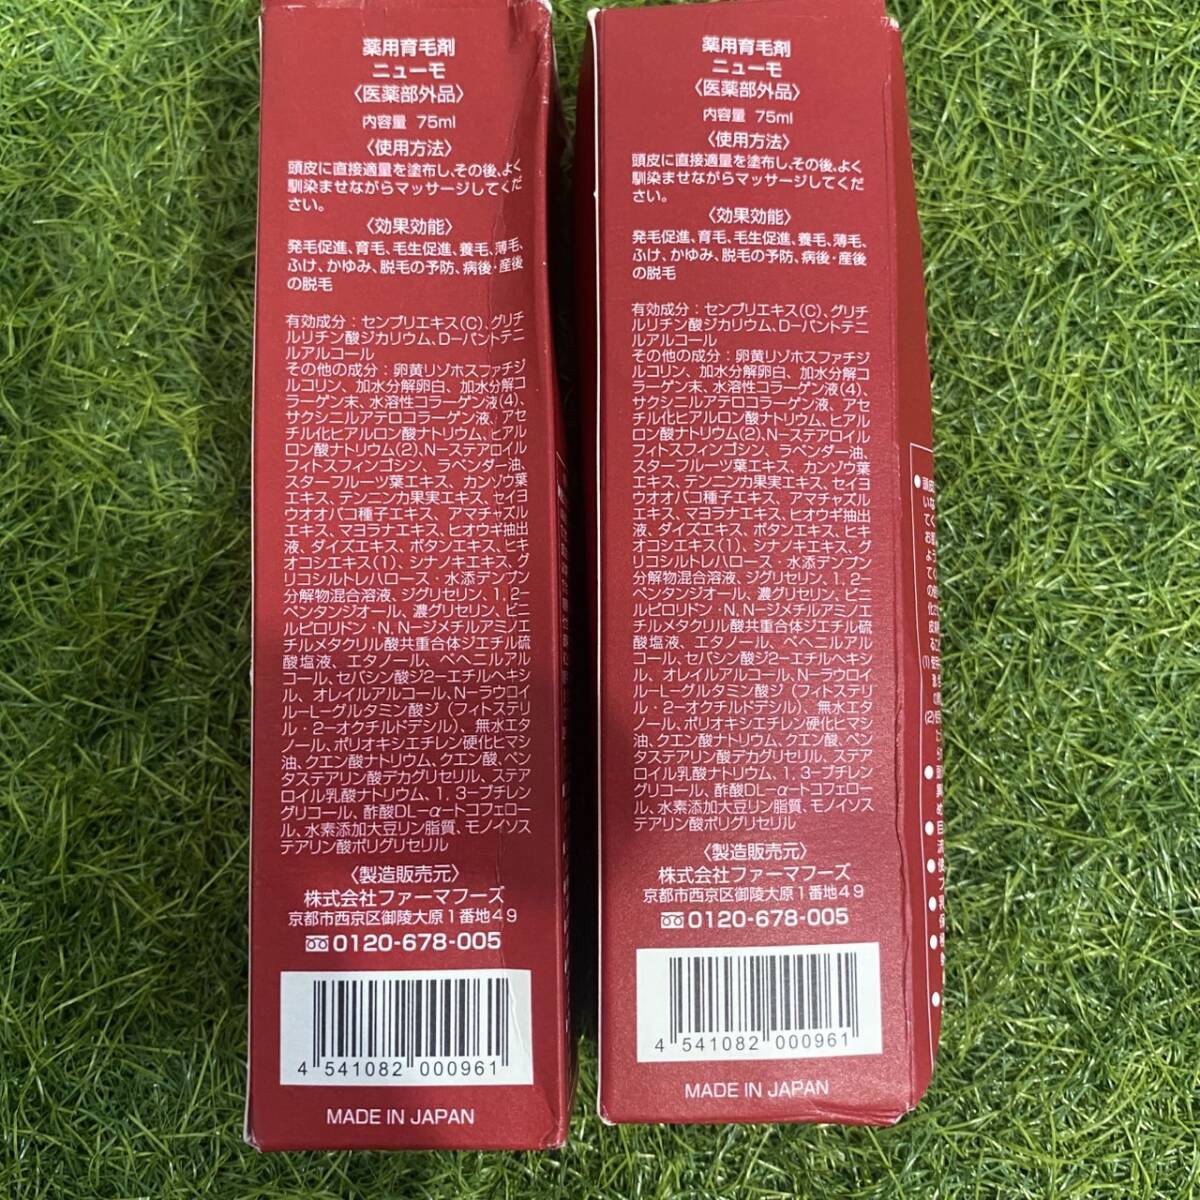 薬用育毛剤
ニューモ
〈医薬部外品〉
内容量 75ml
〈使用方法〉
頭皮に直接適量を塗布し、その後、よく
馴染ませながらマッサージしてくだ
さい。
〈効果効能〉
発毛促進、育毛、毛生促進、養毛、薄毛、
ふけ、かゆみ、脱毛の予防、病後・産後
の脱毛
有効成分：センブリエキス(C)、グリチ
ルリチン酸ジカリウム、D-パントテニ
ルアルコール
その他の成分：卵黄リゾホスファチジ
ルコリン、加水分解卵白、加水分解コ
ラーゲン末、水溶性コラーゲン液(4)、
サクシニルアテロコラーゲン液、アセ
チル化ヒアルロン酸ナトリウム、ヒアル
ロン酸ナトリウム(2)、N-ステアロイル
フィトスフィンゴシン、ラベンダー油、
スターフルーツ葉エキス、カンゾウ葉
エキス、テンニンカ果実エキス、セイヨ
ウオオバコ種子エキス、アマチャヅル
エキス、マヨラナエキス、ヒオウギ抽出
液、ダイズエキス、ボタンエキス、ヒキ
オコシエキス(1)、シナノキエキス、グ
リコシルトレハロース・水添デンプン
分解物混合溶液、ジグリセリン、1，2-
ペンタンジオール、濃グリセリン、ビニ
ルピロリドン・N，N-ジメチルアミノエ
チルメタクリル酸共重合体ジエチル硫
酸塩液、エタノール、ベヘニルアル
コール、セバシン酸ジ2-エチルヘキシ
ル、オレイルアルコール、N-ラウロイ
ル-L-グルタミン酸ジ（フィトステリ
ル・2-オクチルドデシル）、無水エタ
ノール、ポリオキシエチレン硬化ヒマシ
油、クエン酸ナトリウム、クエン酸、ペン
タステアリン酸デカグリセリル、ステア
ロイル乳酸ナトリウム、1，3-ブチレン
グリコール、酢酸DL-α-トコフェロー
ル、水素添加大豆リン脂質、モノイソス
テアリン酸ポリグリセリル
〈製造販売元〉
株式会社ファーマフーズ
京都市西京区御陵大原1番地49
0120-678-005
4 541082 000961
MADE IN JAPAN
薬用育毛剤
ニューモ
〈医薬部外品〉
内容量 75ml
〈使用方法〉
頭皮に直接適量を塗布し、その後、よく
馴染ませながらマッサージしてくだ
さい。
〈効果効能〉
発毛促進、育毛、毛生促進、養毛、薄毛、
ふけ、かゆみ、脱毛の予防、病後・産後
の脱毛
有効成分：センブリエキス(C)、グリチ
ルリチン酸ジカリウム、D-パントテニ
ルアルコール
その他の成分：卵黄リゾホスファチジ
ルコリン、加水分解卵白、加水分解コ
ラーゲン末、水溶性コラーゲン液(4)、
サクシニルアテロコラーゲン液、アセ
チル化ヒアルロン酸ナトリウム、ヒアル
ロン酸ナトリウム(2)、N-ステアロイル
フィトスフィンゴシン、ラベンダー油、
スターフルーツ葉エキス、カンゾウ葉
エキス、テンニンカ果実エキス、セイヨ
ウオオバコ種子エキス、アマチャヅル
エキス、マヨラナエキス、ヒオウギ抽出
液、ダイズエキス、ボタンエキス、ヒキ
オコシエキス(1)、シナノキエキス、グ
リコシルトレハロース・水添デンプン
分解物混合溶液、ジグリセリン、1，2-
ペンタンジオール、濃グリセリン、ビニ
ルピロリドン・N，N-ジメチルアミノエ
チルメタクリル酸共重合体ジエチル硫
酸塩液、エタノール、ベヘニルアル
コール、セバシン酸ジ2-エチルヘキシ
ル、オレイルアルコール、N-ラウロイ
ル-L-グルタミン酸ジ（フィトステリ
ル・2-オクチルドデシル）、無水エタ
ノール、ポリオキシエチレン硬化ヒマシ
油、クエン酸ナトリウム、クエン酸、ペン
タステアリン酸デカグリセリル、ステア
ロイル乳酸ナトリウム、1，3-ブチレン
グリコール、酢酸DL-α-トコフェロー
ル、水素添加大豆リン脂質、モノイソス
テアリン酸ポリグリセリル
〈製造販売元〉
株式会社ファーマフーズ
京都市西京区御陵大原1番地49
0120-678-005
4 541082 000961
MADE IN JAPAN